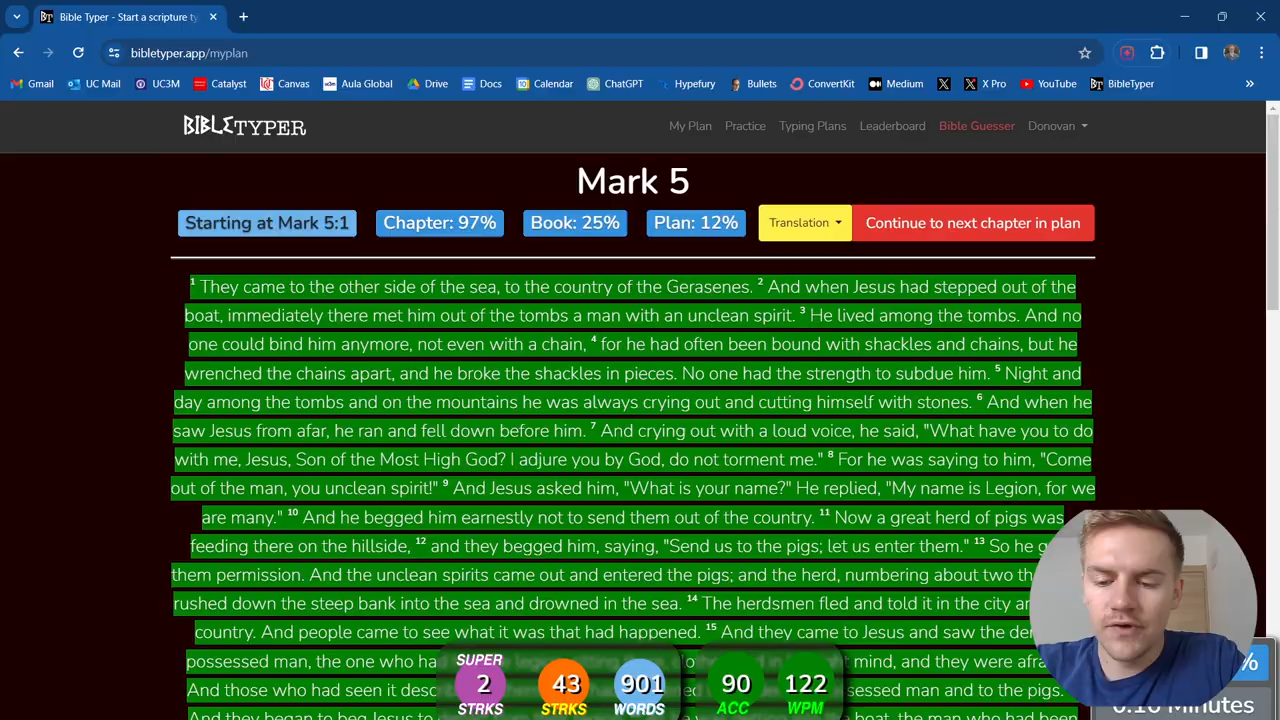 Bible Typer - Start a scripture ty
bibletyper.app/myplan
Gmail UC Mail UC3M Catalyst Canvas Aula Global Drive Docs Calendar ChatGPT Hypefury Bullets ConvertKit Medium X Pro YouTube BibleTyper
BIBLETYPER My Plan Practice Typing Plans Leaderboard Bible Guesser Donovan
Mark 5
Starting at Mark 5:1 Chapter: 97% Book: 25% Plan: 12% Translation Continue to next chapter in plan
1 They came to the other side of the sea, to the country of the Gerasenes. 2 And when Jesus had stepped out of the
boat, immediately there met him out of the tombs a man with an unclean spirit. 3 He lived among the tombs. And no
one could bind him anymore, not even with a chain, 4 for he had often been bound with shackles and chains, but he
wrenched the chains apart, and he broke the shackles in pieces. No one had the strength to subdue him. 5 Night and
day among the tombs and on the mountains he was always crying out and cutting himself with stones. 6 And when he
saw Jesus from afar, he ran and fell down before him. 7 And crying out with a loud voice, he said, "What have you to do
with me, Jesus, Son of the Most High God? I adjure you by God, do not torment me." 8 For he was saying to him, "Come
out of the man, you unclean spirit!" 9 And Jesus asked him, "What is your name?" He replied, "My name is Legion, for we
are many." 10 And he begged him earnestly not to send them out of the country. 11 Now a great herd of pigs was
feeding there on the hillside, 12 and they begged him, saying, "Send us to the pigs; let us enter them." 13 So he
them permission. And the unclean spirits came out and entered the pigs; and the herd, numbering about two
rushed down the steep bank into the sea and drowned in the sea. 14 The herdsmen fled and told it in the city
country. And people came to see what it was that had happened. 15 And they came to Jesus and saw the
possessed man, the one who had mind, and they were
And those who had seen it possessed man and to the pigs.
And they began to beg Jesus to boat, the man who had been
SUPER
2 43 901 90 122
STRKS STRKS WORDS ACC WPM
%
0.16 Minutes